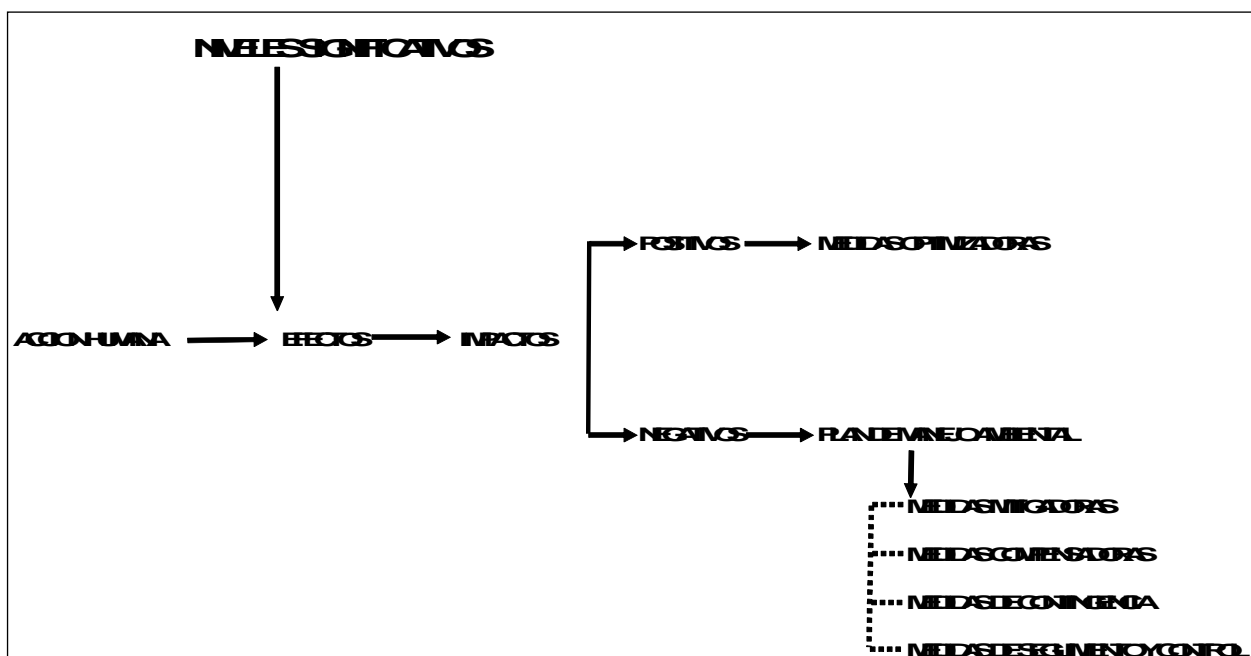 NIVELES SIGNIFICATIVOS
POSITIVOS
MEDIDAS OPTIMIZADORAS
ACCION HUMANA
EFECTOS
IMPACTOS
NEGATIVOS
PLAN DE MANEJO AMBIENTAL
MEDIDAS MITIGADORAS
MEDIDAS COMPENSADORAS
MEDIDAS DE CONTINGENCIA
MEDIDAS DE SEGUIMIENTO Y CONTROL